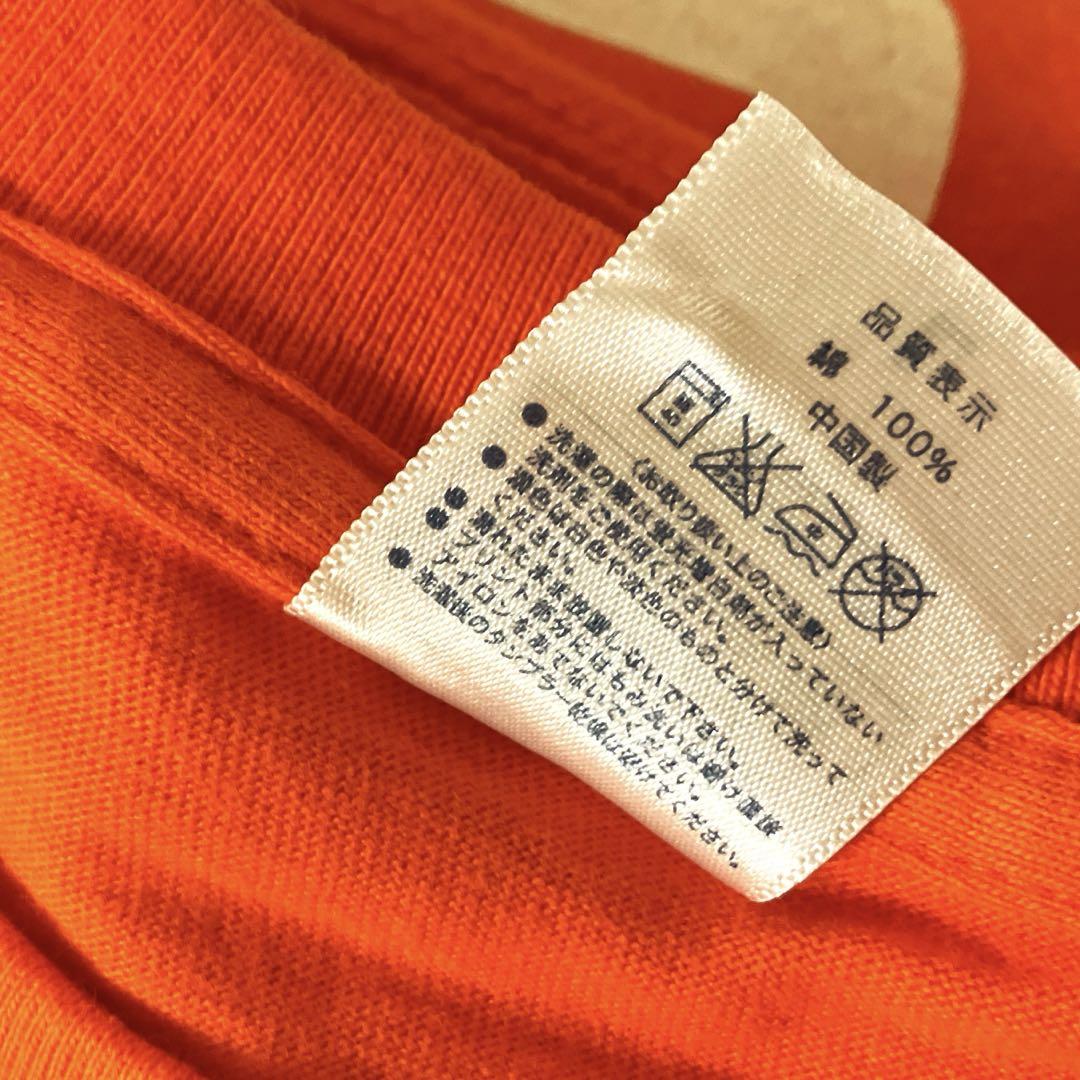 品質表示
綿 100%
中国製
〈お取り扱い上のご注意〉
●洗濯の際は蛍光増白剤が入っていない
洗剤をご使用ください。
●濃色は白色や淡色のものと分けて洗って
ください。
●濡れたまま放置しないで下さい。
●プリント部分にはもみ洗いは避け直接
アイロンをあてないでください。
●洗濯後のタンブラー乾燥は避けてください。